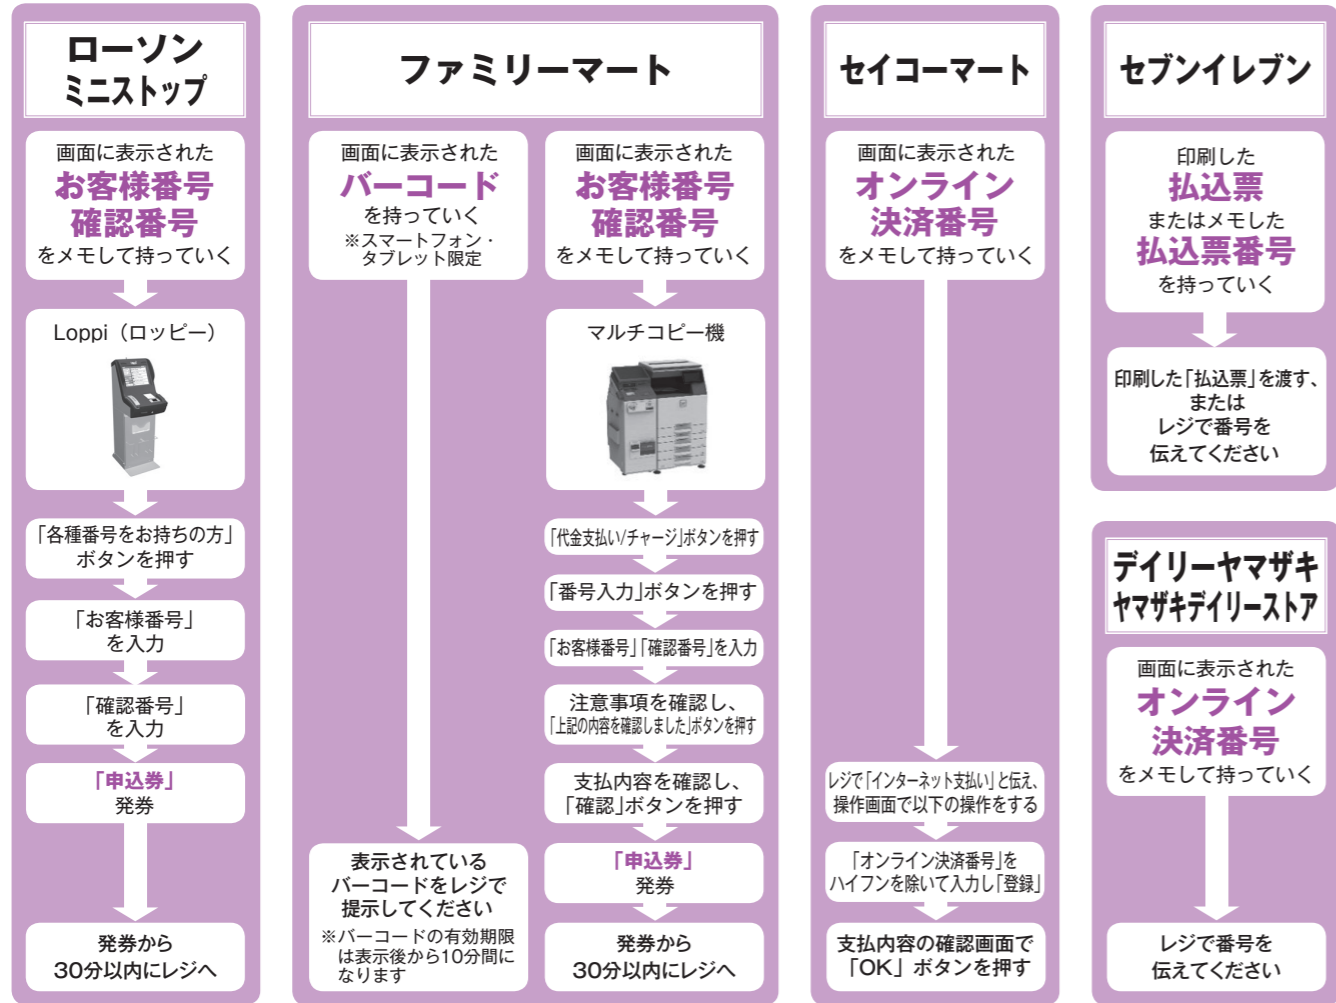 ローソン
ミニストップ
画面に表示された
お客様番号
確認番号
をメモして持っていく
Loppi（ロッピー）
「各種番号をお持ちの方」
ボタンを押す
「お客様番号」
を入力
「確認番号」
を入力
「申込券」
発券
発券から
30分以内にレジへ
ファミリーマート
画面に表示された
バーコード
を持っていく
※スマートフォン・
タブレット限定
表示されている
バーコードをレジで
提示してください
※バーコードの有効期限
は表示後から10分間に
なります
画面に表示された
お客様番号
確認番号
をメモして持っていく
マルチコピー機
「代金支払い/チャージ」ボタンを押す
「番号入力」ボタンを押す
「お客様番号」「確認番号」を入力
注意事項を確認し、
「上記の内容を確認しました」ボタンを押す
支払内容を確認し、
「確認」ボタンを押す
「申込券」
発券
発券から
30分以内にレジへ
セイコーマート
画面に表示された
オンライン
決済番号
をメモして持っていく
レジで「インターネット支払い」と伝え、
操作画面で以下の操作をする
「オンライン決済番号」を
ハイフンを除いて入力し「登録」
支払内容の確認画面で
「OK」ボタンを押す
セブンイレブン
印刷した
払込票
またはメモした
払込票番号
を持っていく
印刷した「払込票」を渡す、
または
レジで番号を
伝えてください
デイリーヤマザキ
ヤマザキデイリーストア
画面に表示された
オンライン
決済番号
をメモして持っていく
レジで番号を
伝えてください